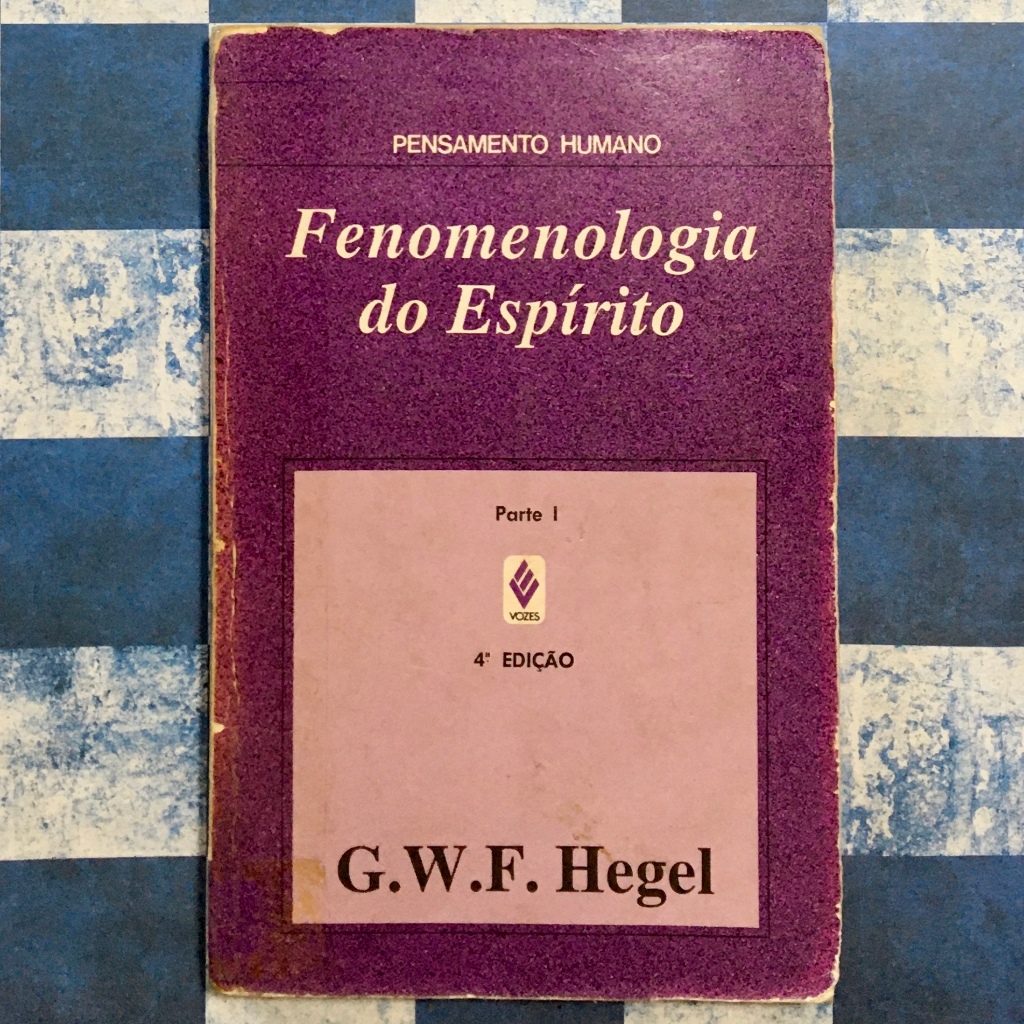 PENSAMENTO HUMANO
Fenomenologia
do Espírito
Parte I
VOZES
4ª EDIÇÃO
G.W.F. Hegel